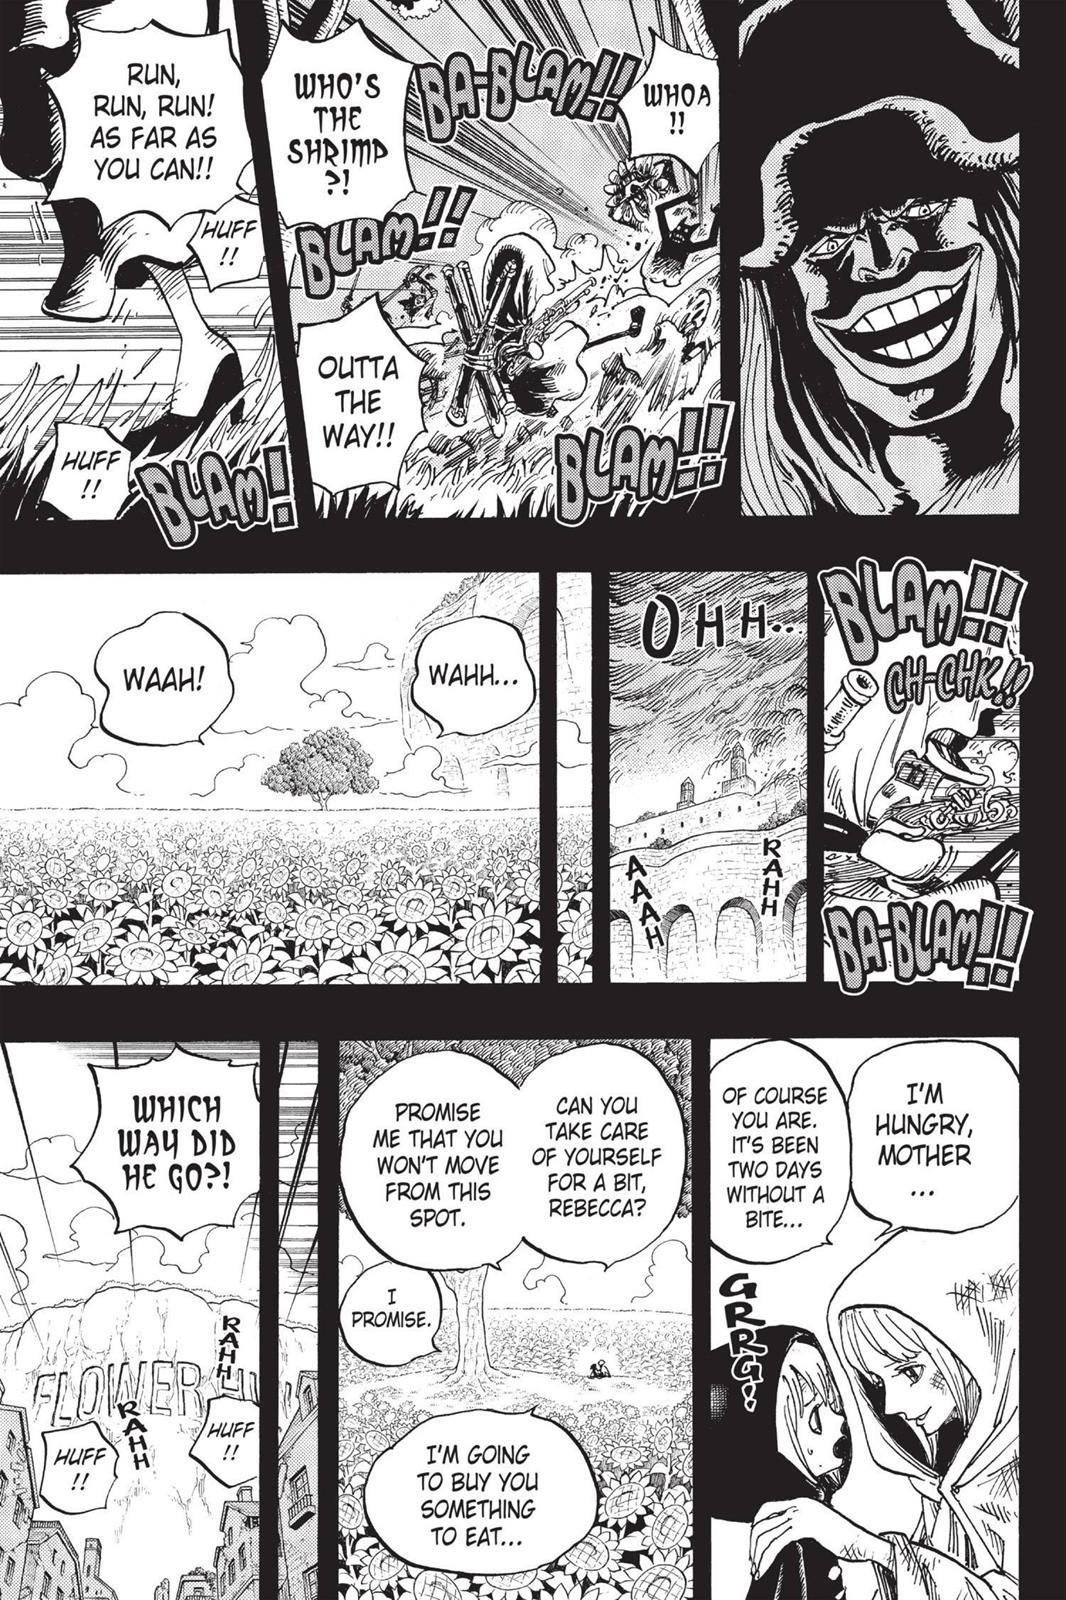 WHOA
!!
BA-BLAM!!
WHO'S
THE
SHRIMP
?!
BLAM!!
OUTTA
THE
WAY!!
BLAM!!
RUN,
RUN, RUN!
AS FAR AS
YOU CAN!!
HUFF
!!
HUFF
!!
BLAM!
BLAM!!
CH-CHK!!
BA-BLAM!!
OHH...
RAHH
AAAH
WAHH...
WAAH!
I'M
HUNGRY,
MOTHER
...
OF COURSE
YOU ARE.
IT'S BEEN
TWO DAYS
WITHOUT A
BITE...
GRRG!
CAN YOU
TAKE CARE
OF YOURSELF
FOR A BIT,
REBECCA?
PROMISE
ME THAT YOU
WON'T MOVE
FROM THIS
SPOT.
I
PROMISE.
I'M GOING
TO BUY YOU
SOMETHING
TO EAT...
WHICH
WAY DID
HE GO?!
RAHH
FLOWER
RAHH
HUFF
!!
HUFF
!!